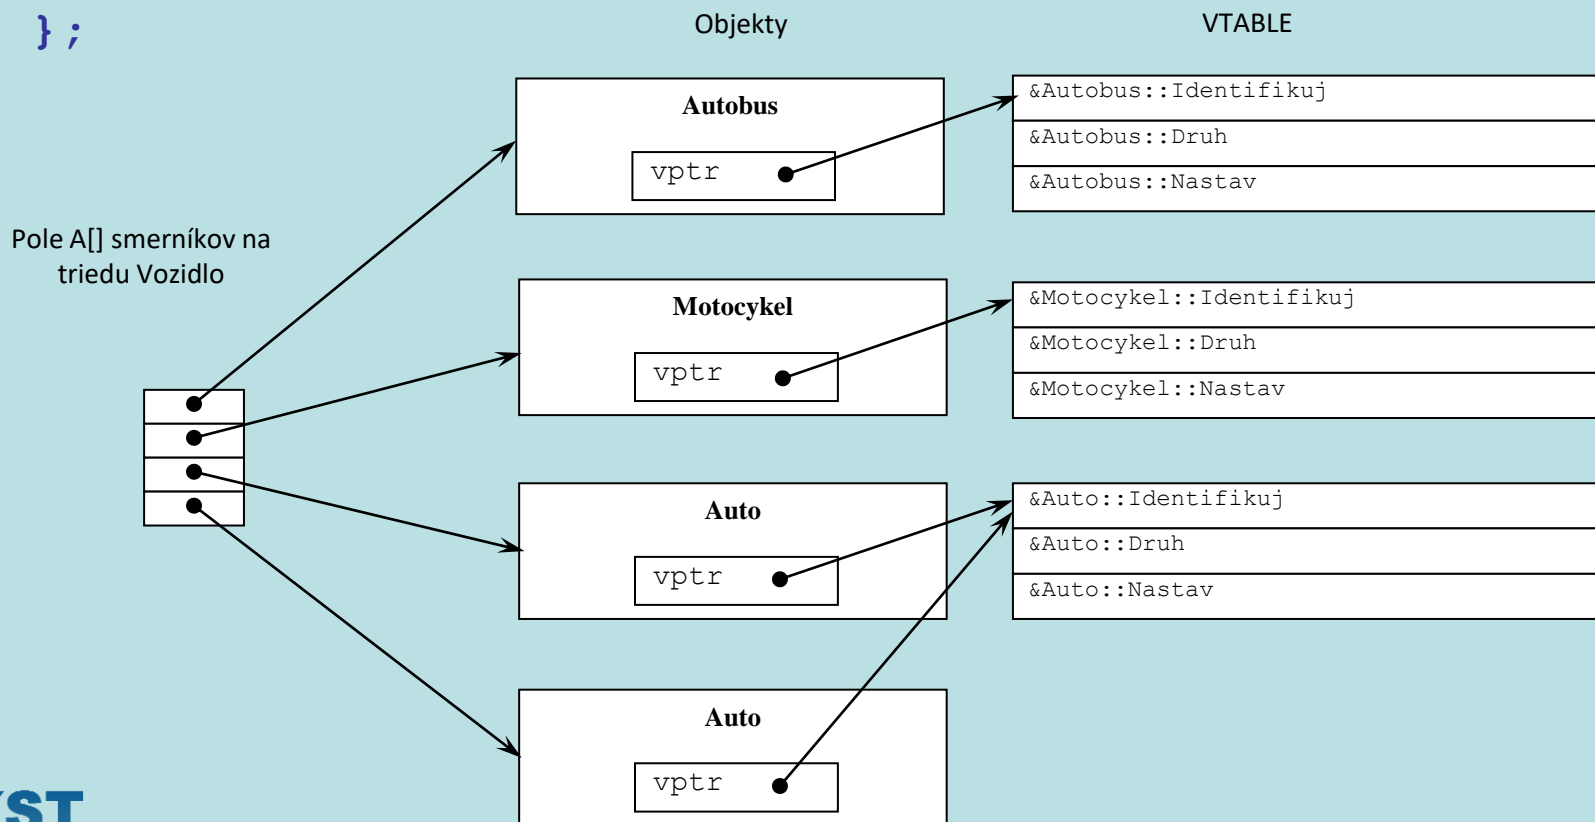 };
Objekty
VTABLE
Autobus
vptr
&Autobus::Identifikuj
&Autobus::Druh
&Autobus::Nastav
Pole A[] smerníkov na
triedu Vozidlo
Motocykel
vptr
&Motocykel::Identifikuj
&Motocykel::Druh
&Motocykel::Nastav
Auto
vptr
&Auto::Identifikuj
&Auto::Druh
&Auto::Nastav
Auto
vptr